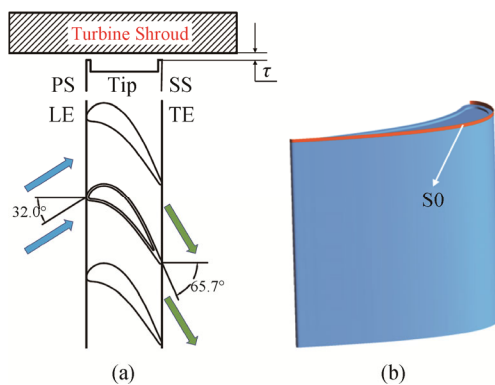 Turbine Shroud
τ
PS Tip SS
LE TE
32.0°
65.7°
S0
(a) (b)